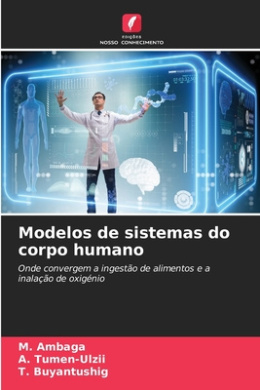 edições
NOSSO CONHECIMENTO
Modelos de sistemas do
corpo humano
Onde convergem a ingestão de alimentos e a
inalação de oxigénio
M. Ambaga
A. Tumen-Ulzii
T. Buyantushig